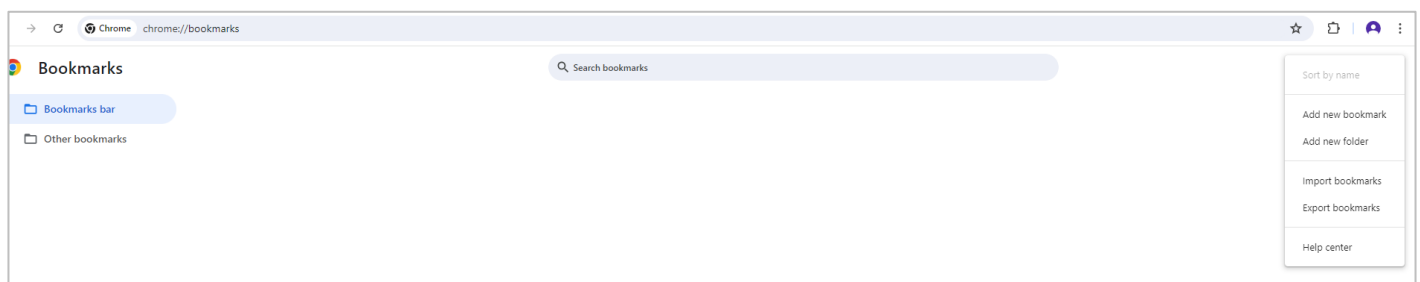 Chrome chrome://bookmarks
Bookmarks
Search bookmarks
Bookmarks bar
Other bookmarks
Sort by name
Add new bookmark
Add new folder
Import bookmarks
Export bookmarks
Help center